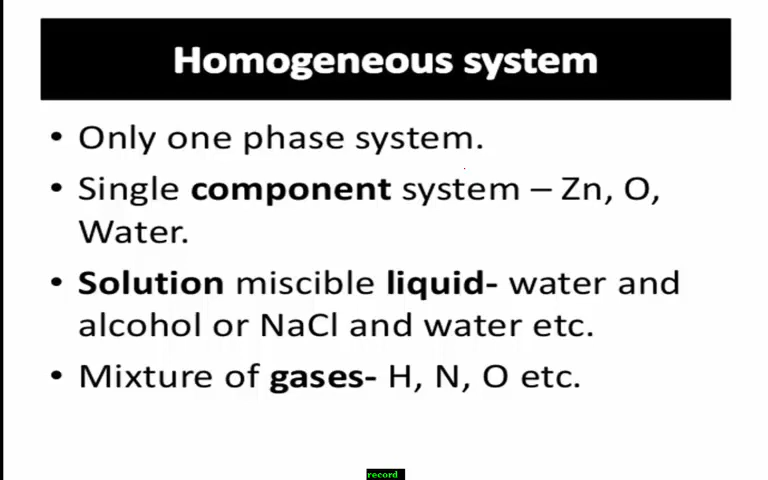 Homogeneous system
• Only one phase system.
• Single component system – Zn, O,
Water.
• Solution miscible liquid- water and
alcohol or NaCl and water etc.
• Mixture of gases- H, N, O etc.
record